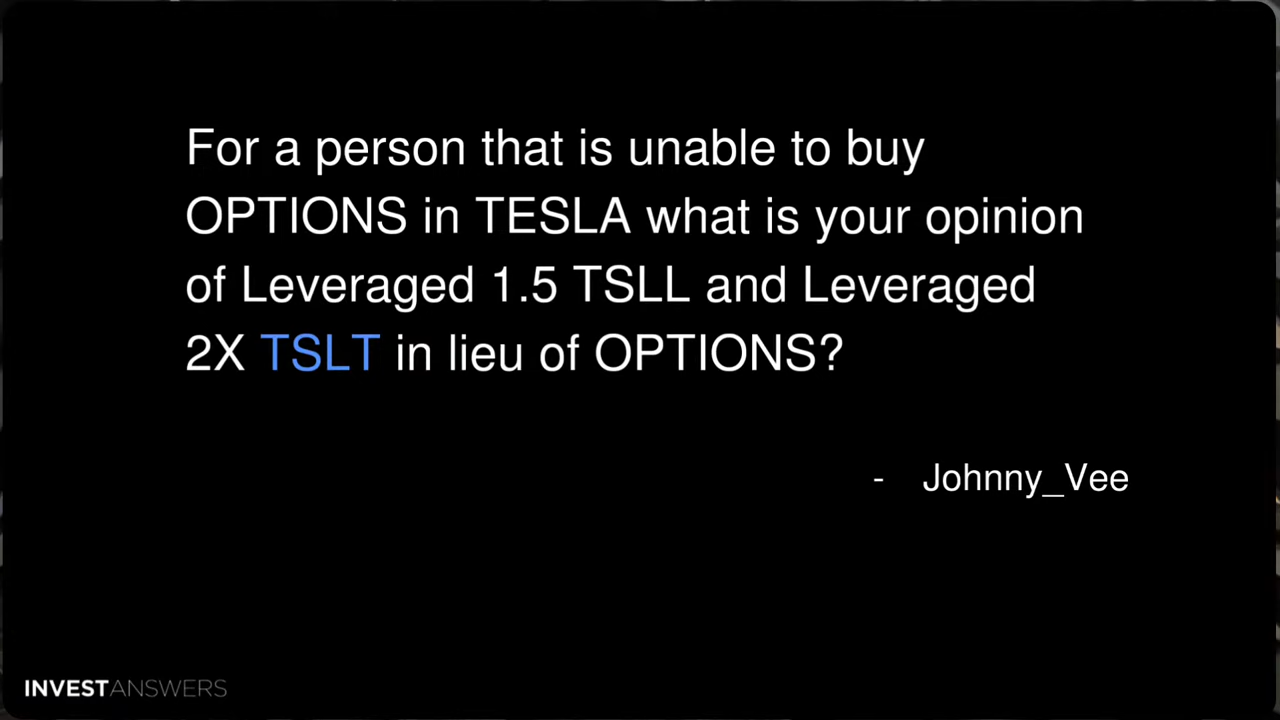 For a person that is unable to buy
OPTIONS in TESLA what is your opinion
of Leveraged 1.5 TSLL and Leveraged
2X TSLT in lieu of OPTIONS?
- Johnny_Vee
INVESTANSWERS